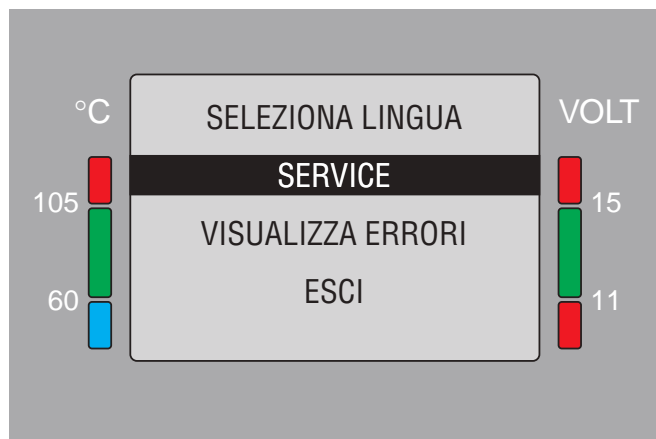 °C
VOLT
SELEZIONA LINGUA
SERVICE
105
15
VISUALIZZA ERRORI
ESCI
60
11